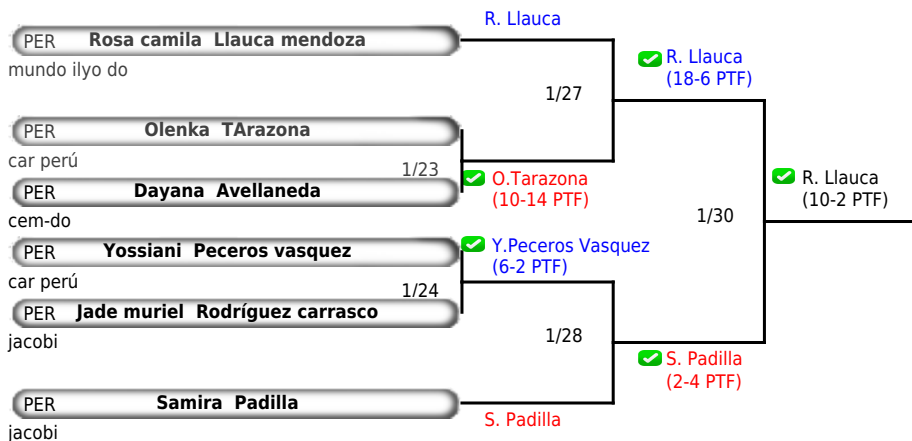 R. Llauca
PER Rosa camila Llauca mendoza
mundo ilyo do
R. Llauca
(18-6 PTF)
1/27
PER Olenka TArazona
car perú
1/23
O.Tarazona
(10-14 PTF)
PER Dayana Avellaneda
cem-do
R. Llauca
(10-2 PTF)
1/30
PER Yossiani Peceros vasquez
car perú
Y.Peceros Vasquez
(6-2 PTF)
1/24
PER Jade muriel Rodríguez carrasco
jacobi
1/28
S. Padilla
(2-4 PTF)
PER Samira Padilla
jacobi
S. Padilla